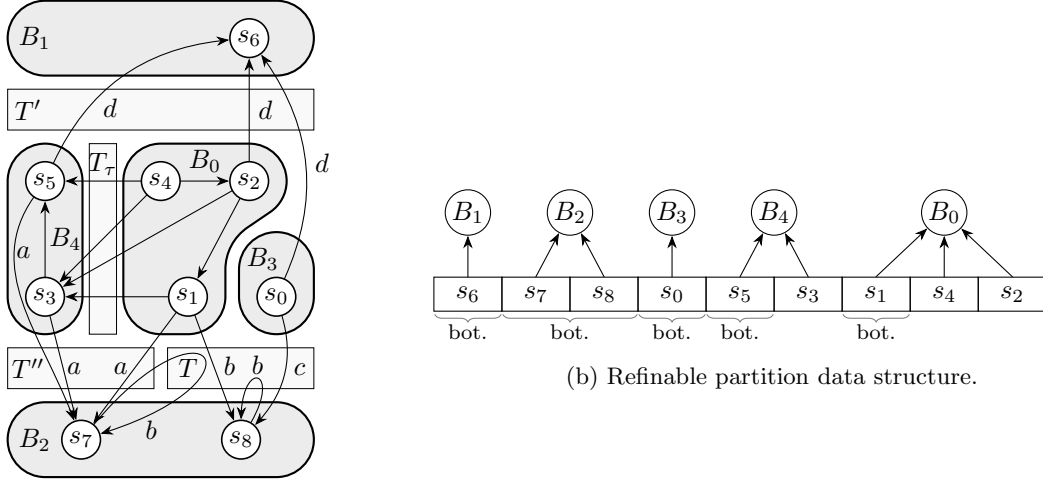 B₁ s₆
T′ d d
s₅ T_τ s₄ B₀ s₂ d
a B₄ B₃
s₃ s₁ s₀
T″ a a T b b c
B₂ s₇ b s₈
B₁ B₂ B₃ B₄ B₀
s₆ s₇ s₈ s₀ s₅ s₃ s₁ s₄ s₂
bot. bot. bot. bot. bot.
(b) Refinable partition data structure.